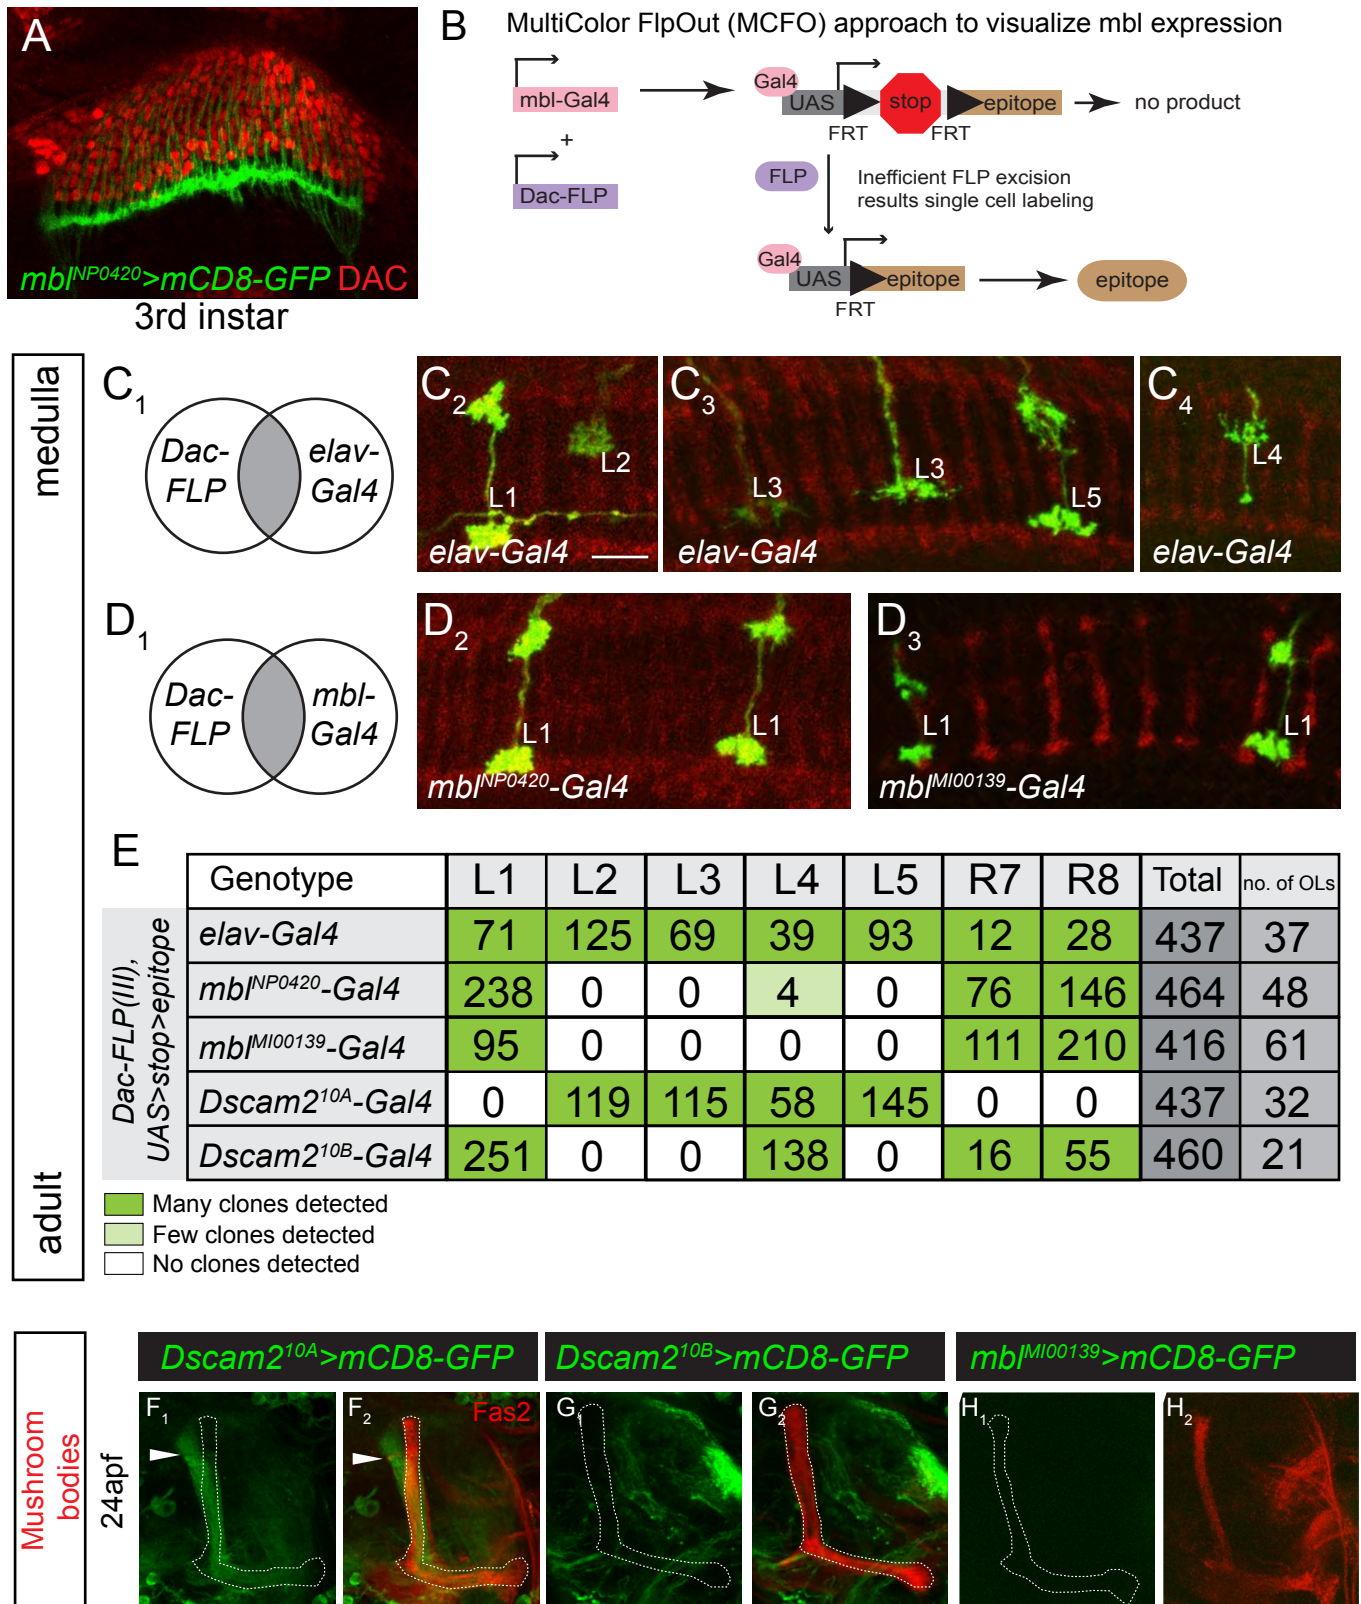 A
mbl^NP0420>mCD8-GFP DAC
3rd instar
B
MultiColor FlpOut (MCFO) approach to visualize mbl expression
mbl-Gal4
+
Dac-FLP
Gal4
UAS
stop
epitope
no product
FRT
FRT
FLP
Inefficient FLP excision
results single cell labeling
Gal4
UAS
epitope
epitope
FRT
medulla
adult
C1
Dac-
FLP
elav-
Gal4
C2
L2
L1
elav-Gal4
C3
L3
L3
L5
elav-Gal4
C4
L4
elav-Gal4
D1
Dac-
FLP
mbl-
Gal4
D2
L1
L1
mbl^NP0420-Gal4
D3
L1
L1
mbl^MI00139-Gal4
E
Dac-FLP(III),
UAS>stop>epitope
Genotype L1 L2 L3 L4 L5 R7 R8 Total no. of OLs
elav-Gal4 71 125 69 39 93 12 28 437 37
mbl^NP0420-Gal4 238 0 0 4 0 76 146 464 48
mbl^MI00139-Gal4 95 0 0 0 0 111 210 416 61
Dscam2^10A-Gal4 0 119 115 58 145 0 0 437 32
Dscam2^10B-Gal4 251 0 0 138 0 16 55 460 21
Many clones detected
Few clones detected
No clones detected
Mushroom
bodies
24apf
Dscam2^10A>mCD8-GFP
Dscam2^10B>mCD8-GFP
mbl^MI00139>mCD8-GFP
F1
F2
Fas2
G1
G2
H1
H2